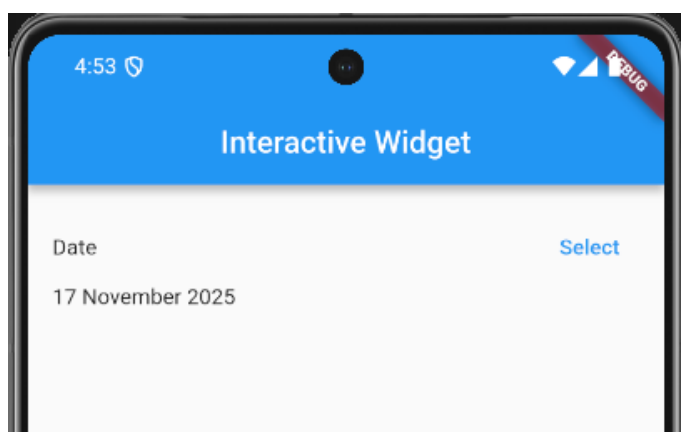 4:53
DEBUG
Interactive Widget
Date Select
17 November 2025